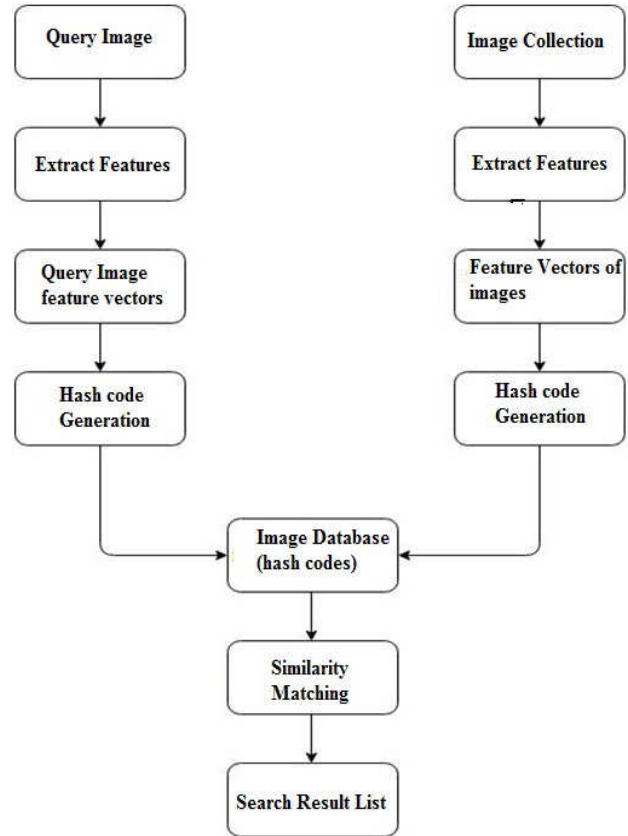 Query Image
Extract Features
Query Image
feature vectors
Hash code
Generation
Image Collection
Extract Features
Feature Vectors of
images
Hash code
Generation
Image Database
(hash codes)
Similarity
Matching
Search Result List